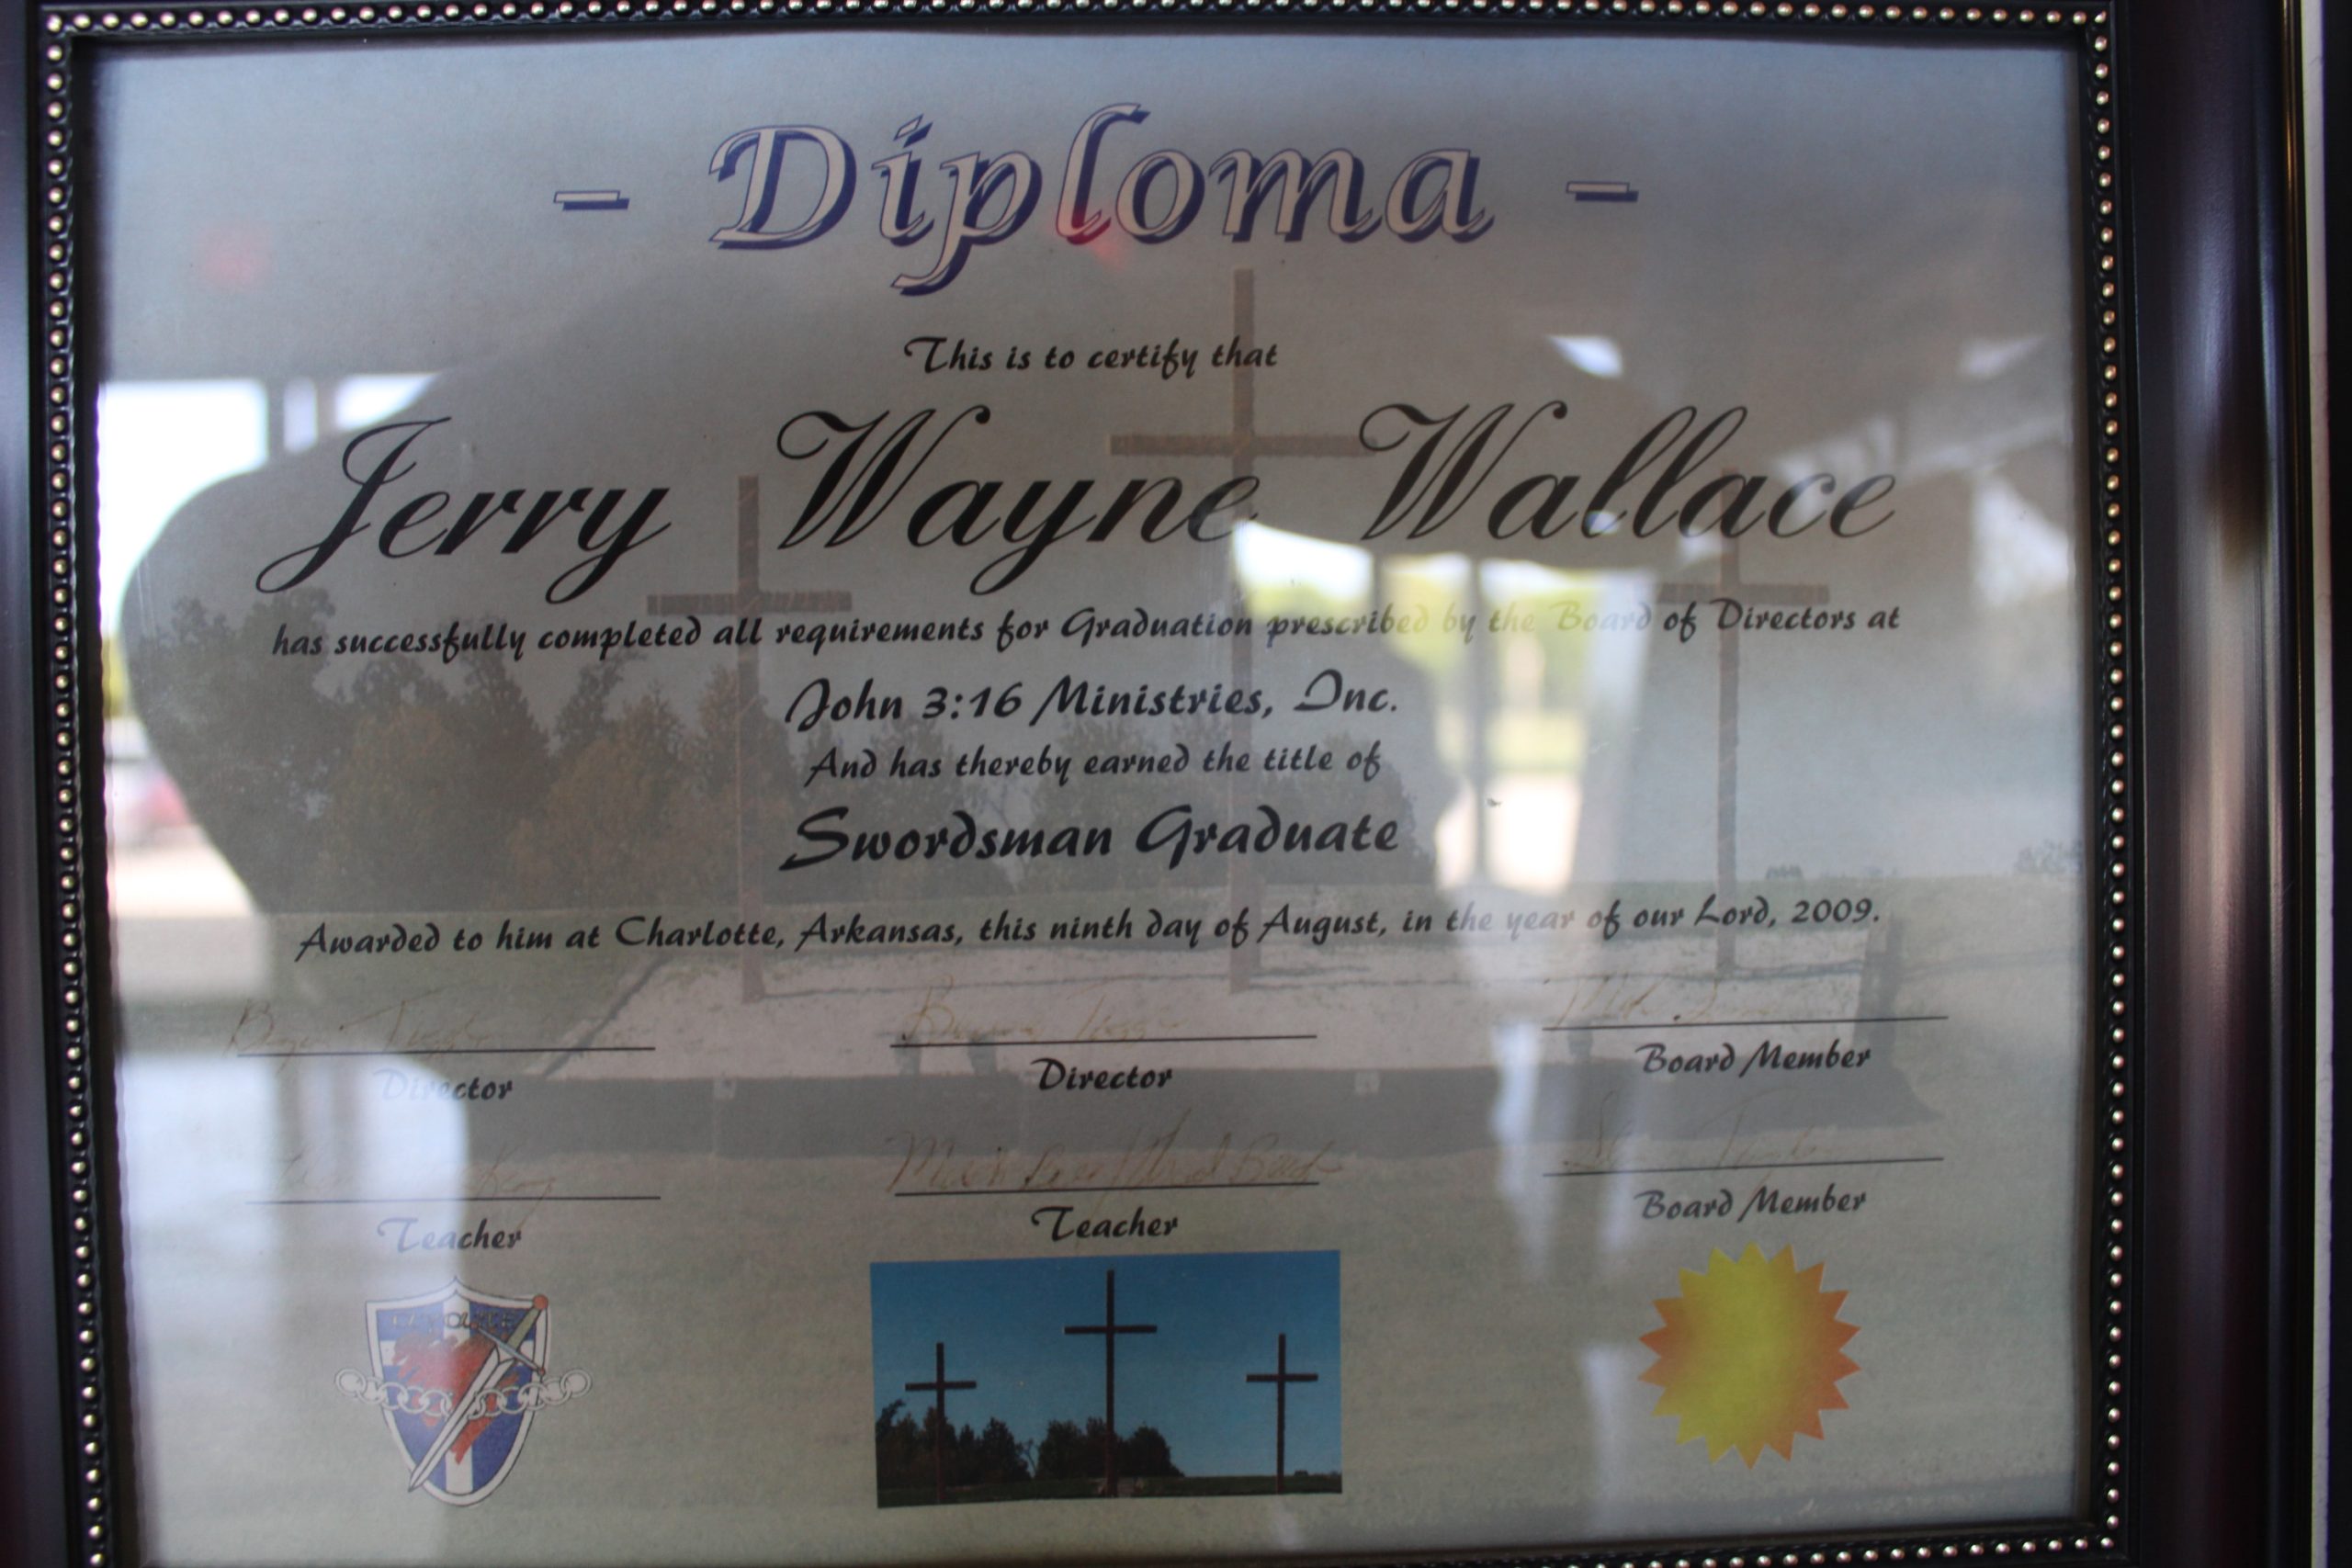 - Diploma -
This is to certify that
Jerry Wayne Wallace
has successfully completed all requirements for Graduation prescribed by the Board of Directors at
John 3:16 Ministries, Inc.
And has thereby earned the title of
Swordsman Graduate
Awarded to him at Charlotte, Arkansas, this ninth day of August, in the year of our Lord, 2009.
Director
Director
Board Member
Teacher
Teacher
Board Member